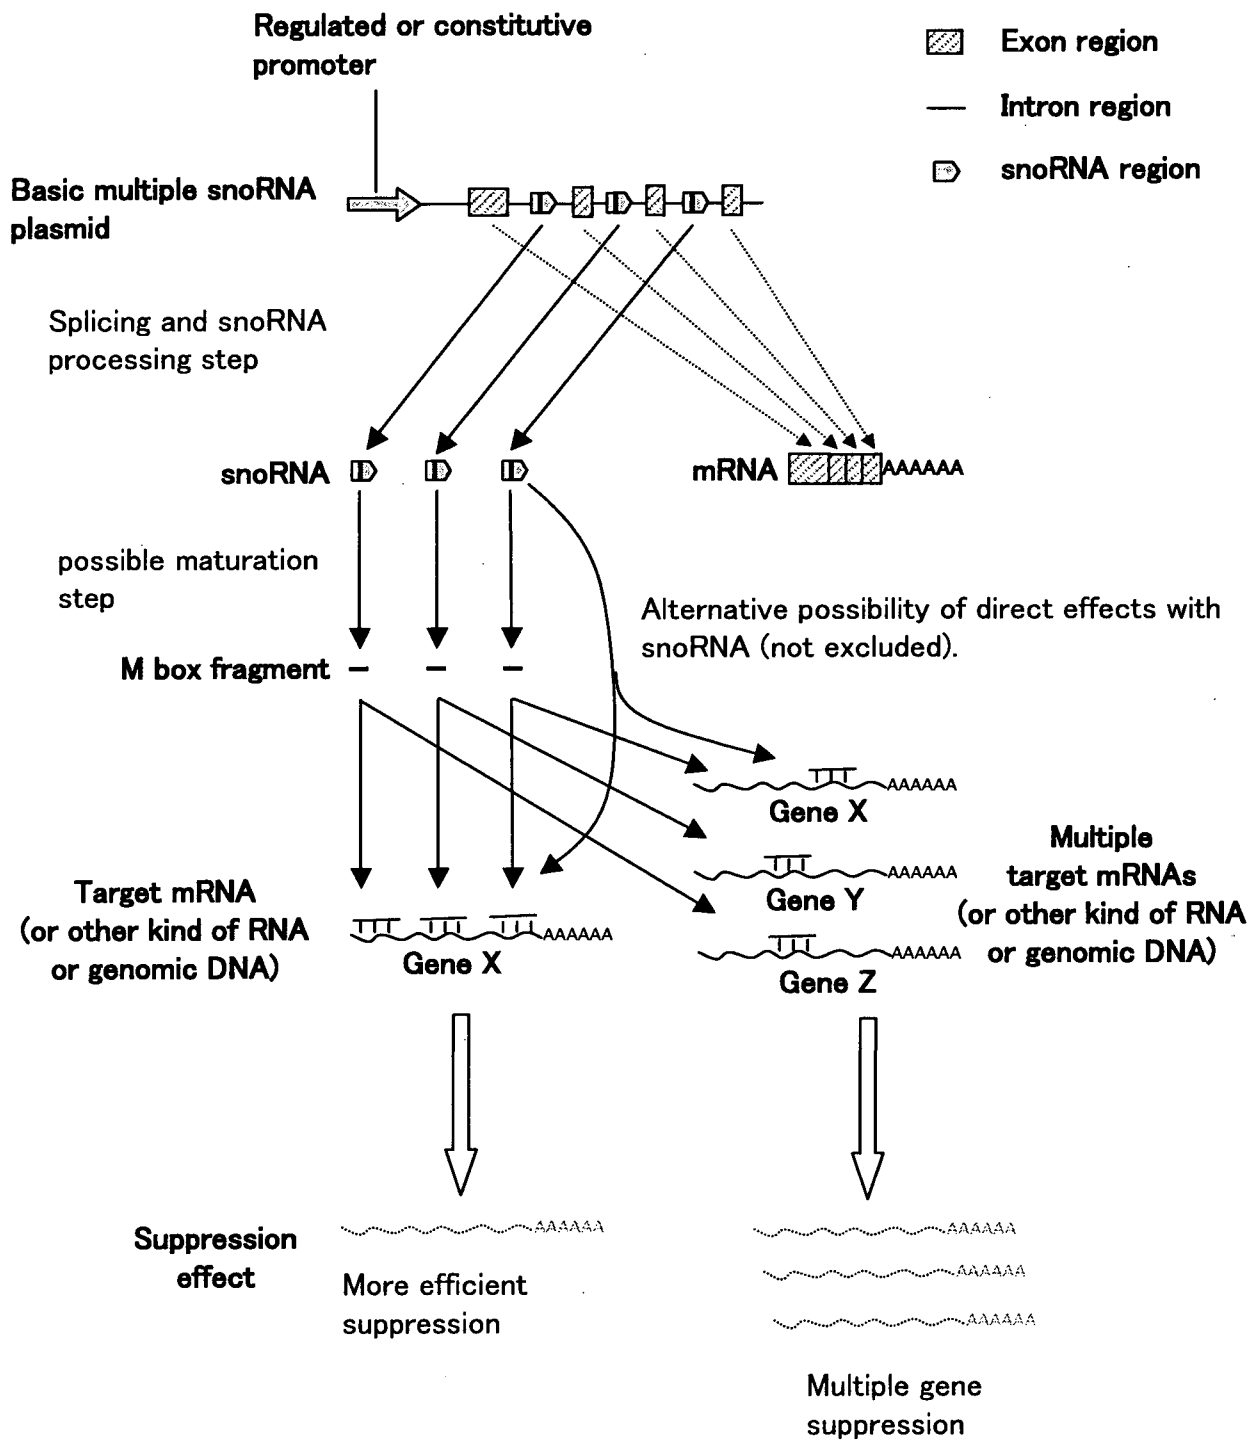 Regulated or constitutive
promoter
Exon region
Intron region
snoRNA region
Basic multiple snoRNA
plasmid
Splicing and snoRNA
processing step
snoRNA
mRNA
AAAAAA
possible maturation
step
Alternative possibility of direct effects with
snoRNA (not excluded).
M box fragment
AAAAAA
Gene X
AAAAAA
Gene Y
AAAAAA
Gene Z
Multiple
target mRNAs
(or other kind of RNA
or genomic DNA)
Target mRNA
(or other kind of RNA
or genomic DNA)
AAAAAA
Gene X
Suppression
effect
AAAAAA
More efficient
suppression
AAAAAA
AAAAAA
AAAAAA
Multiple gene
suppression